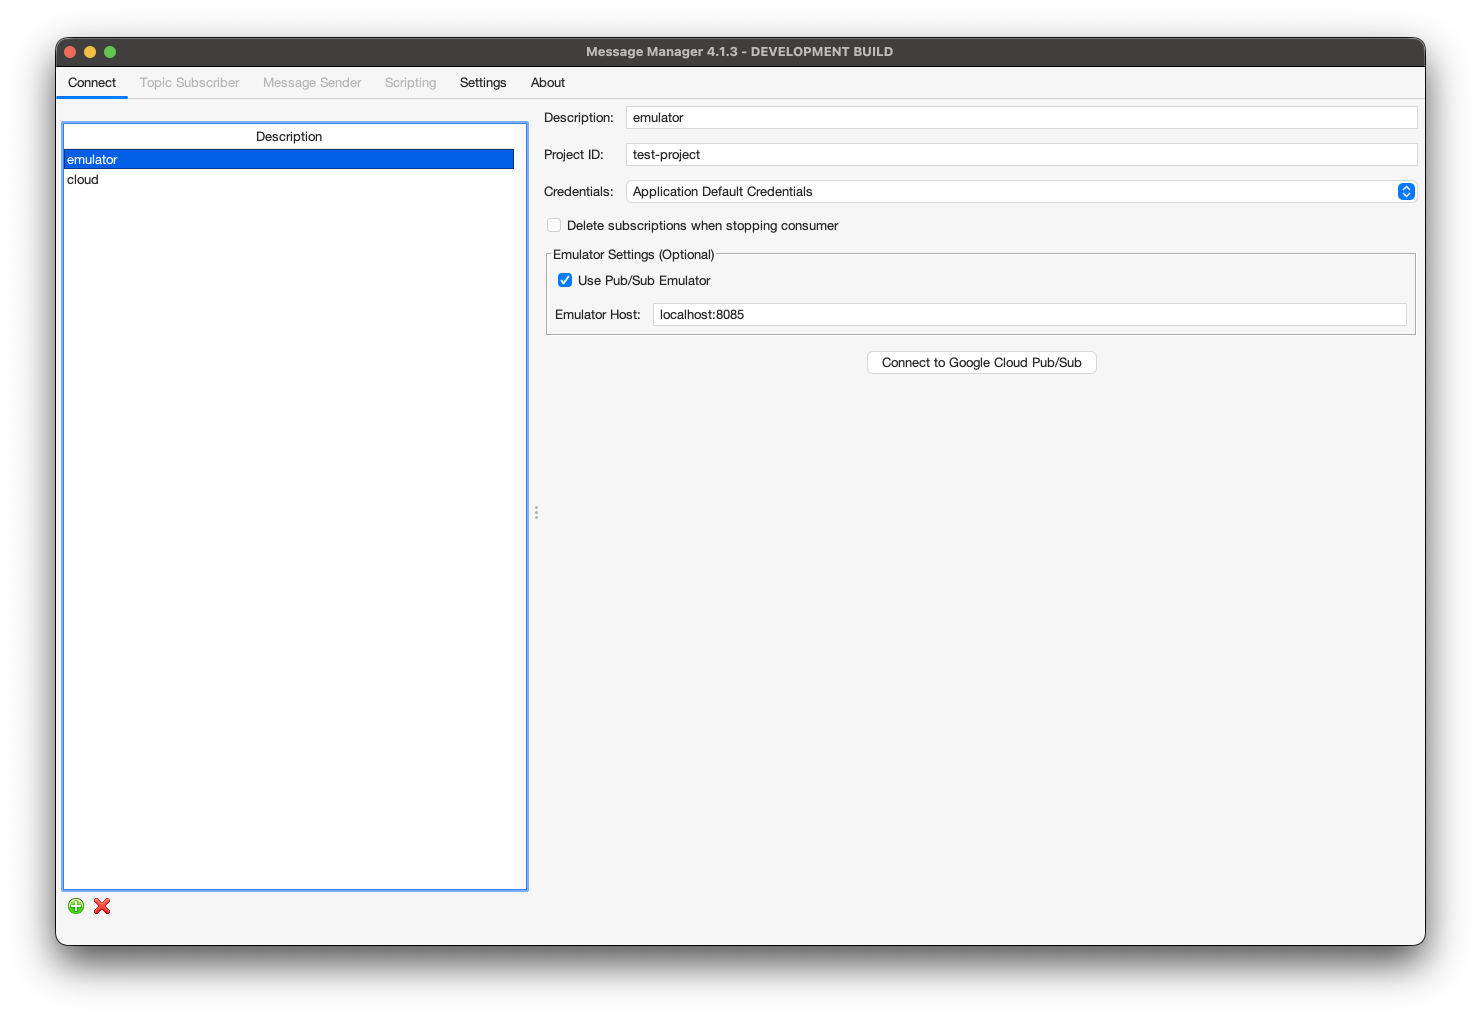 Message Manager 4.1.3 - DEVELOPMENT BUILD
Connect Topic Subscriber Message Sender Scripting Settings About
Description
emulator
cloud
Description: emulator
Project ID: test-project
Credentials: Application Default Credentials
Delete subscriptions when stopping consumer
Emulator Settings (Optional)
Use Pub/Sub Emulator
Emulator Host: localhost:8085
Connect to Google Cloud Pub/Sub